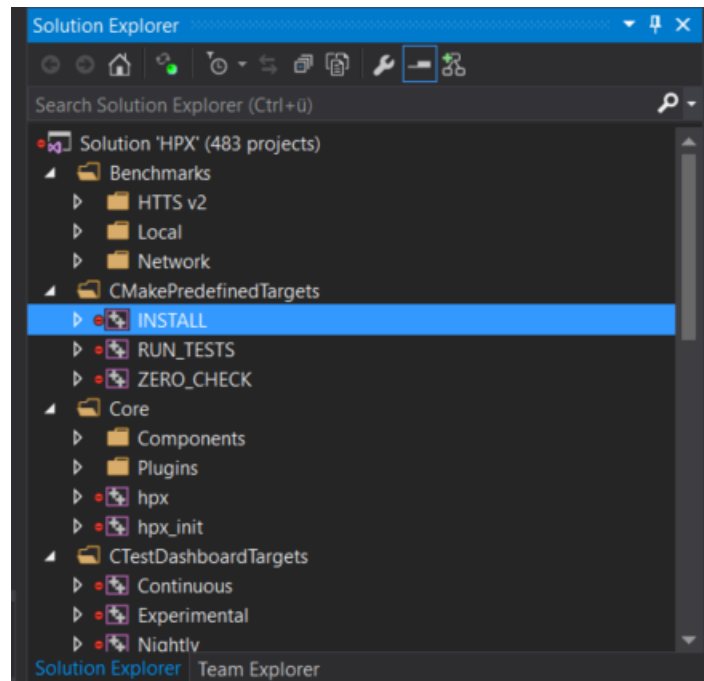 Solution Explorer
Search Solution Explorer (Ctrl+ü)
Solution 'HPX' (483 projects)
Benchmarks
HTTS v2
Local
Network
CMakePredefinedTargets
INSTALL
RUN_TESTS
ZERO_CHECK
Core
Components
Plugins
hpx
hpx_init
CTestDashboardTargets
Continuous
Experimental
Nightly
Solution Explorer Team Explorer